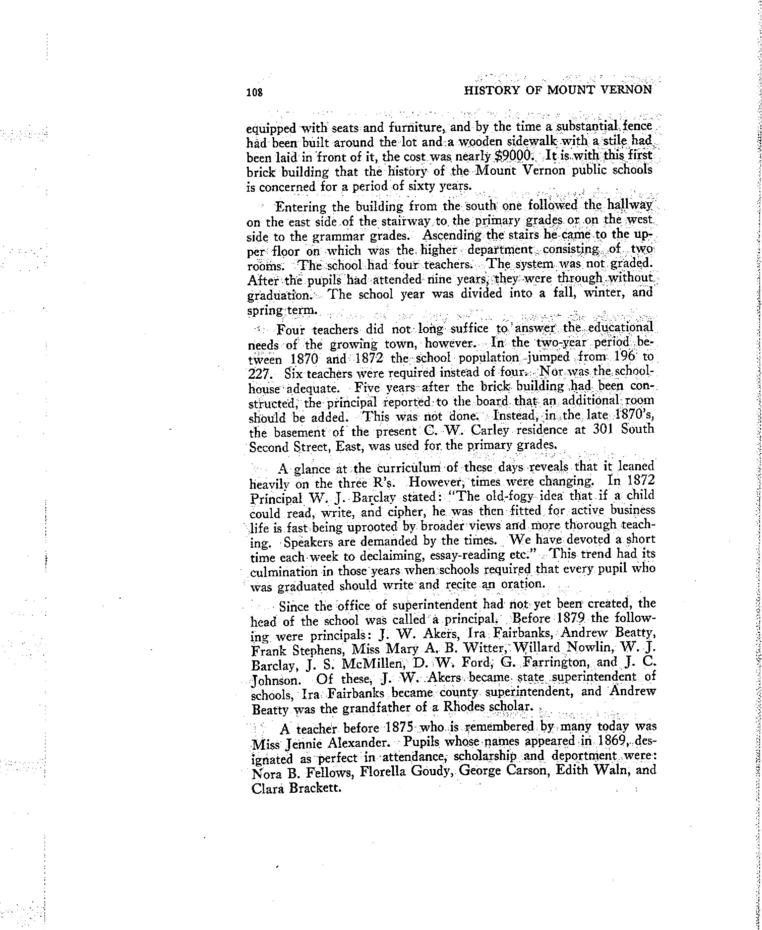 108 HISTORY OF MOUNT VERNON
equipped with seats and furniture, and by the time a substantial fence
had been built around the lot and a wooden sidewalk with a stile had
been laid in front of it, the cost was nearly $9000. It is with this first
brick building that the history of the Mount Vernon public schools
is concerned for a period of sixty years.
Entering the building from the south one followed the hallway
on the east side of the stairway to the primary grades or on the west
side to the grammar grades. Ascending the stairs he came to the up-
per floor on which was the higher department consisting of two
rooms. The school had four teachers. The system was not graded.
After the pupils had attended nine years, they were through without
graduation. The school year was divided into a fall, winter, and
spring term.
Four teachers did not long suffice to answer the educational
needs of the growing town, however. In the two-year period be-
tween 1870 and 1872 the school population jumped from 196 to
227. Six teachers were required instead of four. Nor was the school-
house adequate. Five years after the brick building had been con-
structed, the principal reported to the board that an additional room
should be added. This was not done. Instead, in the late 1870's,
the basement of the present C. W. Carley residence at 301 South
Second Street, East, was used for the primary grades.
A glance at the curriculum of these days reveals that it leaned
heavily on the three R's. However, times were changing. In 1872
Principal W. J. Barclay stated: "The old-fogy idea that if a child
could read, write, and cipher, he was then fitted for active business
life is fast being uprooted by broader views and more thorough teach-
ing. Speakers are demanded by the times. We have devoted a short
time each week to declaiming, essay-reading etc." This trend had its
culmination in those years when schools required that every pupil who
was graduated should write and recite an oration.
Since the office of superintendent had not yet been created, the
head of the school was called a principal. Before 1879 the follow-
ing were principals: J. W. Akers, Ira Fairbanks, Andrew Beatty,
Frank Stephens, Miss Mary A. B. Witter, Willard Nowlin, W. J.
Barclay, J. S. McMillen, D. W. Ford, G. Farrington, and J. C.
Johnson. Of these, J. W. Akers became state superintendent of
schools, Ira Fairbanks became county superintendent, and Andrew
Beatty was the grandfather of a Rhodes scholar.
A teacher before 1875 who is remembered by many today was
Miss Jennie Alexander. Pupils whose names appeared in 1869, des-
ignated as perfect in attendance, scholarship and deportment were:
Nora B. Fellows, Florella Goudy, George Carson, Edith Waln, and
Clara Brackett.